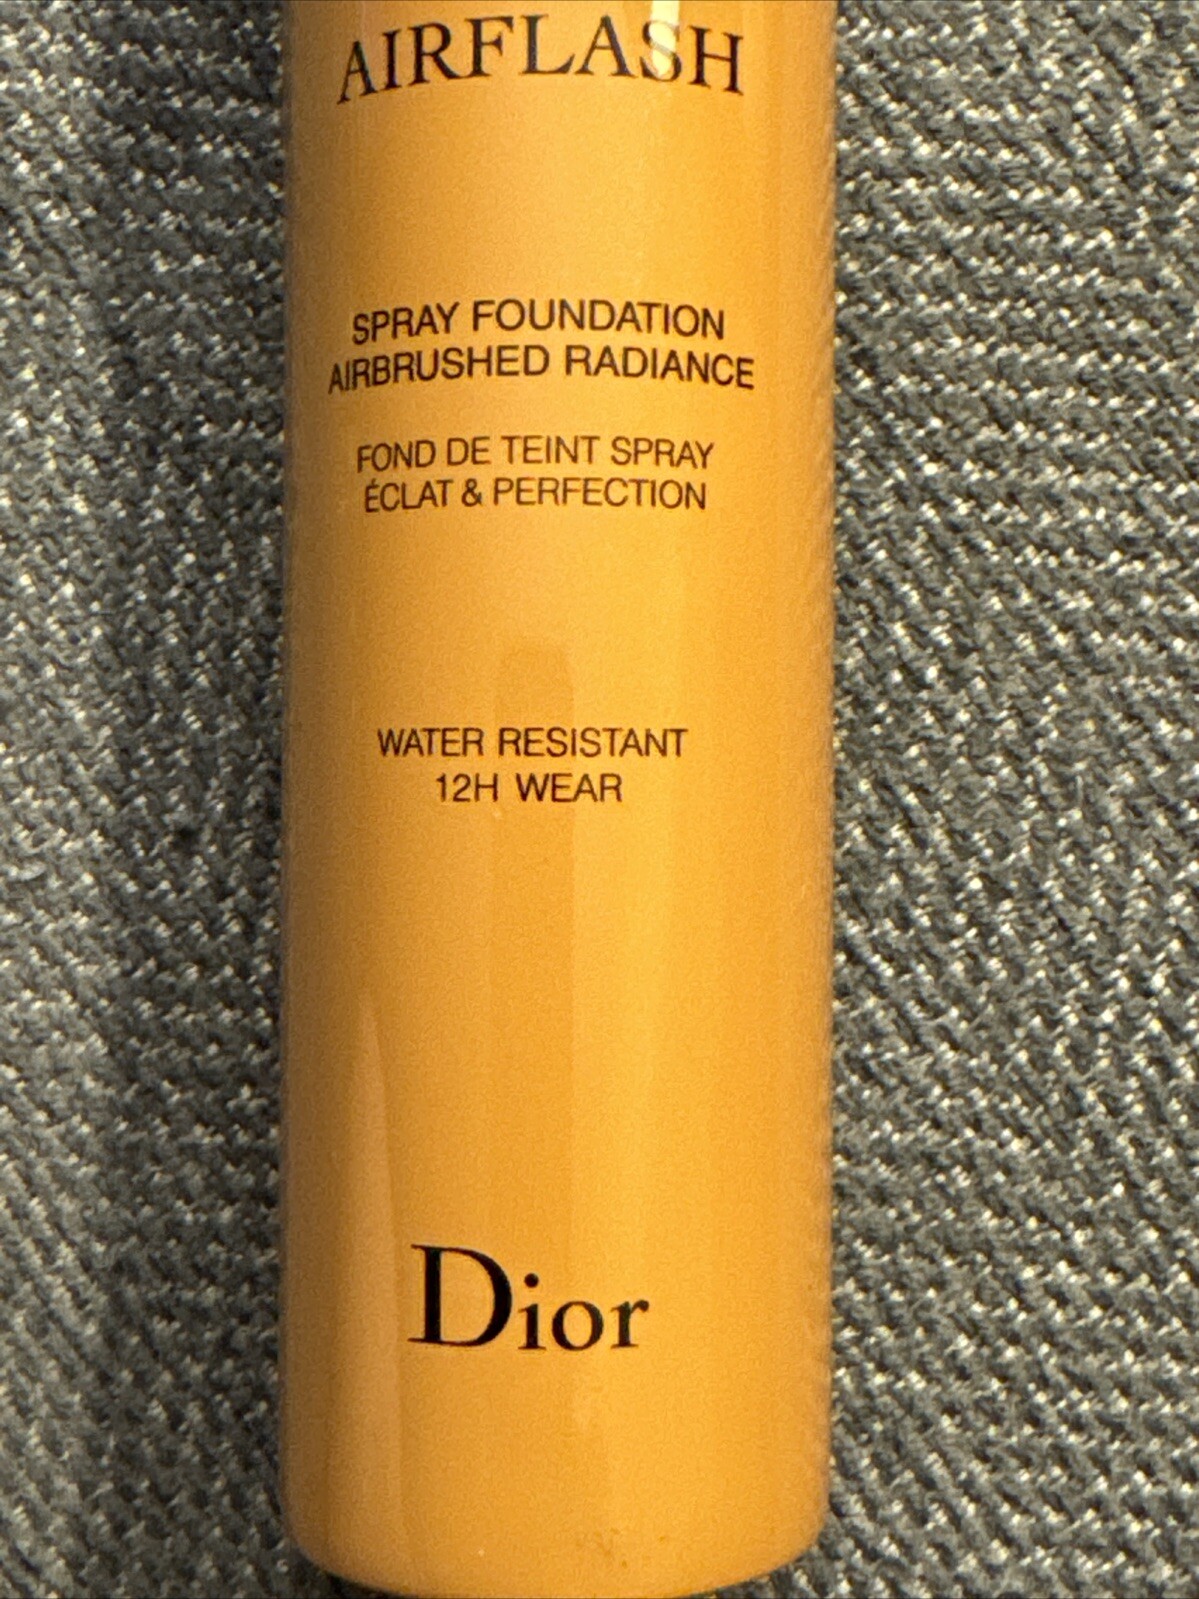 AIRFLASH
SPRAY FOUNDATION
AIRBRUSHED RADIANCE
FOND DE TEINT SPRAY
ÉCLAT & PERFECTION
WATER RESISTANT
12H WEAR
Dior